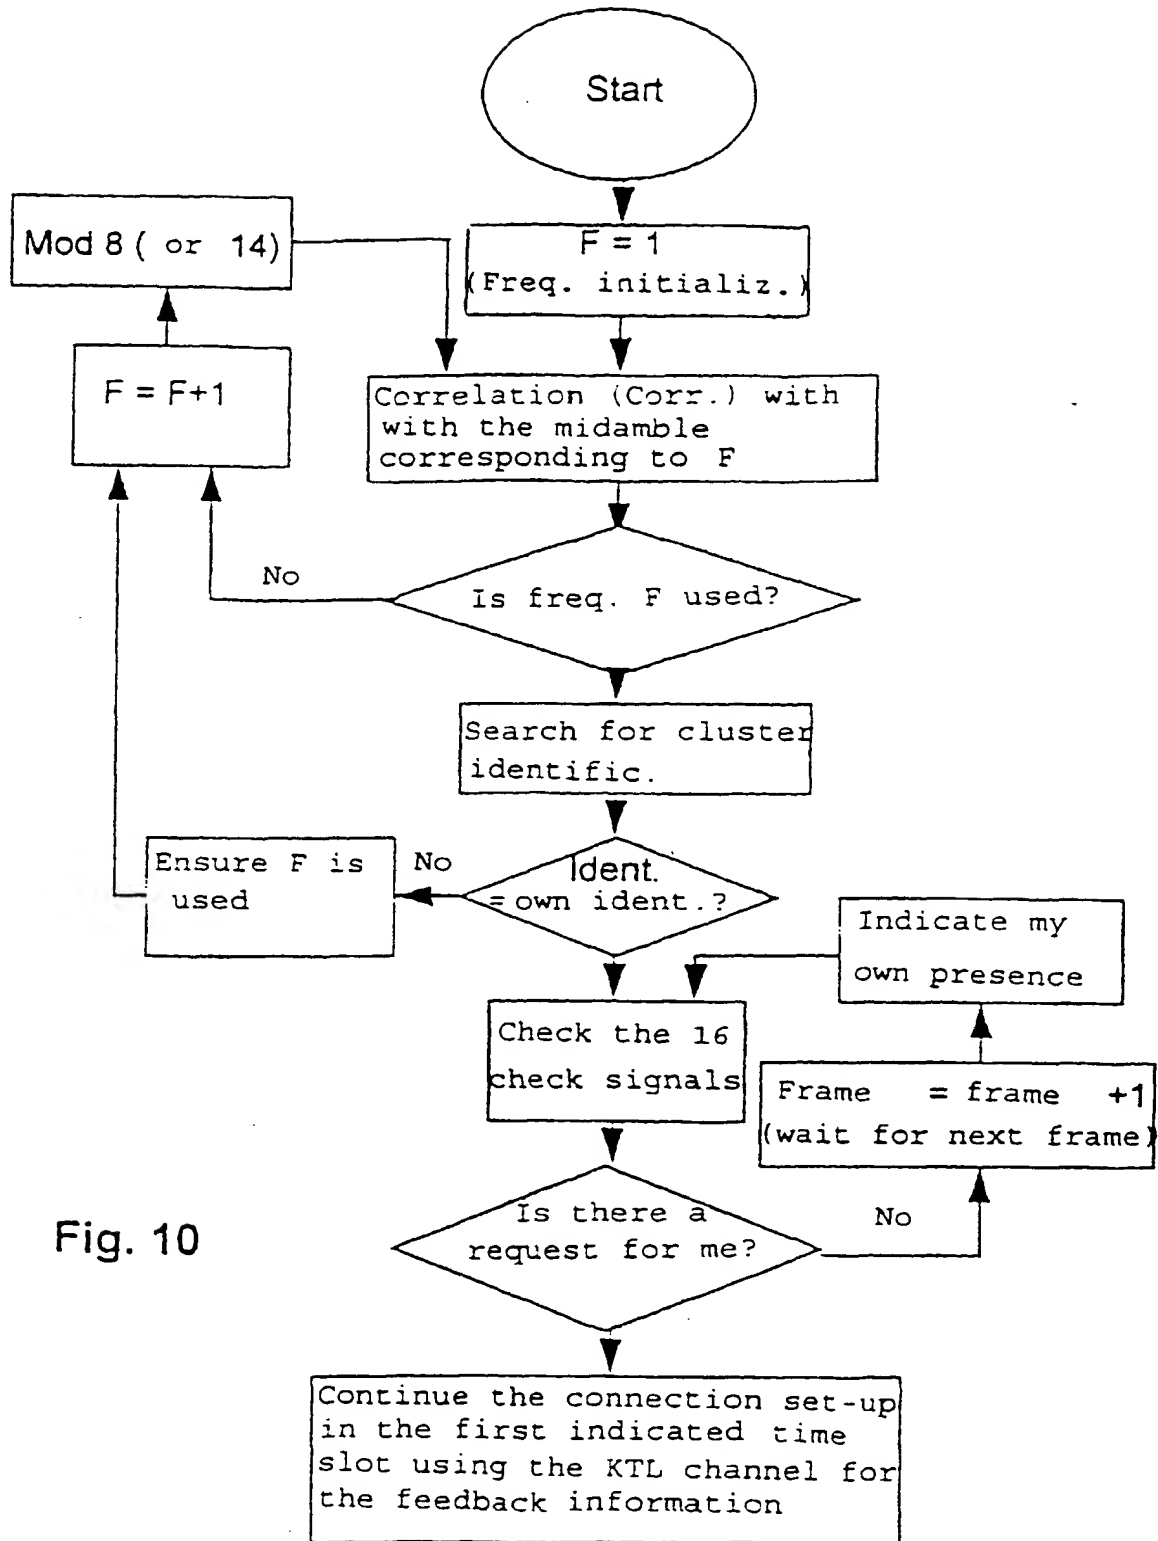 Start
F = 1
(Freq. initializ.)
Mod 8 ( or 14)
F = F+1
Correlation (Corr.) with
with the midamble
corresponding to F
No
Is freq. F used?
Search for cluster
identific.
Ensure F is
used
No
Ident.
= own ident.?
Indicate my
own presence
Check the 16
check signals
Frame = frame +1
(wait for next frame)
Is there a
request for me?
No
Fig. 10
Continue the connection set-up
in the first indicated time
slot using the KTL channel for
the feedback information